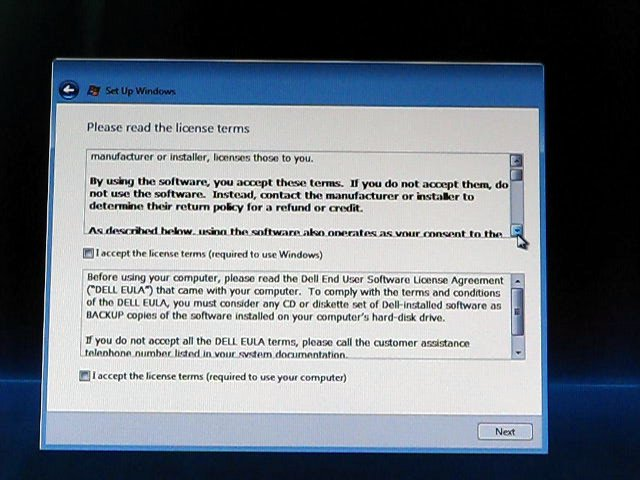 Set Up Windows
Please read the license terms
manufacturer or installer, licenses those to you.
By using the software, you accept these terms. If you do not accept them, do
not use the software. Instead, contact the manufacturer or installer to
determine their return policy for a refund or credit.
As described below, using the software also operates as your consent to the
I accept the license terms (required to use Windows)
Before using your computer, please read the Dell End User Software License Agreement
("DELL EULA") that came with your computer. To comply with the terms and conditions
of the DELL EULA, you must consider any CD or diskette set of Dell-installed software as
BACKUP copies of the software installed on your computer's hard-disk drive.
If you do not accept all the DELL EULA terms, please call the customer assistance
telephone number listed in your system documentation.
I accept the license terms (required to use your computer)
Next